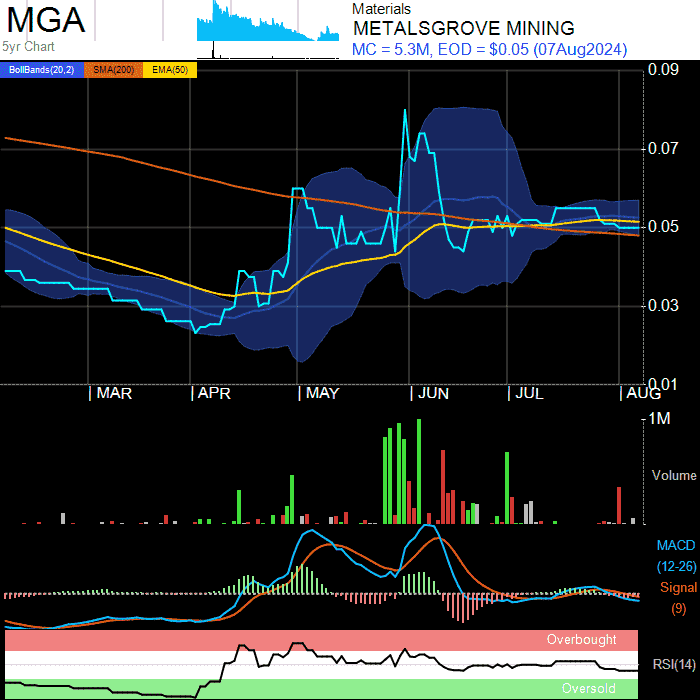 MGA
Materials
METALSGROVE MINING
5yr Chart
MC = 5.3M, EOD = $0.05 (07Aug2024)
BollBands(20,2) SMA(200) EMA(50)
0.09
0.07
0.05
0.03
0.01
MAR APR MAY JUN JUL AUG
1M
Volume
MACD
(12-26)
Signal
(9)
Overbought
RSI(14)
Oversold